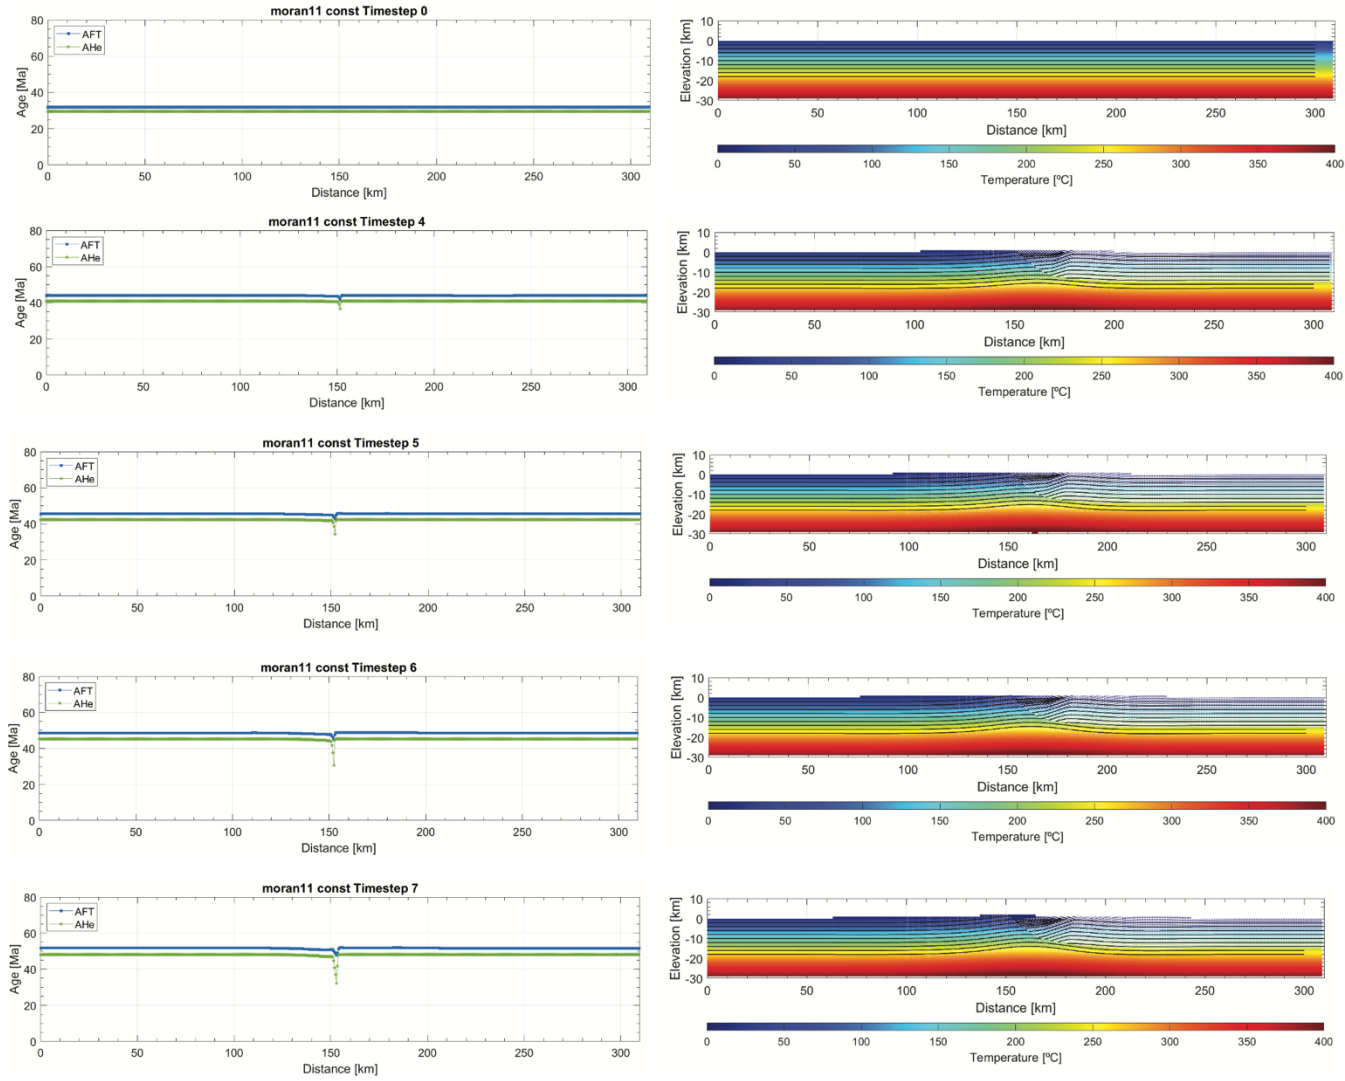 moran11 const Timestep 0
AFT
AHe
80
60
40
20
0
Age [Ma]
0 50 100 150 200 250 300
Distance [km]
10
0
-10
-20
-30
Elevation [km]
0 50 100 150 200 250 300
Distance [km]
0 50 100 150 200 250 300 350 400
Temperature [ºC]
moran11 const Timestep 4
AFT
AHe
80
60
40
20
0
Age [Ma]
0 50 100 150 200 250 300
Distance [km]
10
0
-10
-20
-30
Elevation [km]
0 50 100 150 200 250 300
Distance [km]
0 50 100 150 200 250 300 350 400
Temperature [ºC]
moran11 const Timestep 5
AFT
AHe
80
60
40
20
0
Age [Ma]
0 50 100 150 200 250 300
Distance [km]
10
0
-10
-20
-30
Elevation [km]
0 50 100 150 200 250 300
Distance [km]
0 50 100 150 200 250 300 350 400
Temperature [ºC]
moran11 const Timestep 6
AFT
AHe
80
60
40
20
0
Age [Ma]
0 50 100 150 200 250 300
Distance [km]
10
0
-10
-20
-30
Elevation [km]
0 50 100 150 200 250 300
Distance [km]
0 50 100 150 200 250 300 350 400
Temperature [ºC]
moran11 const Timestep 7
AFT
AHe
80
60
40
20
0
Age [Ma]
0 50 100 150 200 250 300
Distance [km]
10
0
-10
-20
-30
Elevation [km]
0 50 100 150 200 250 300
Distance [km]
0 50 100 150 200 250 300 350 400
Temperature [ºC]